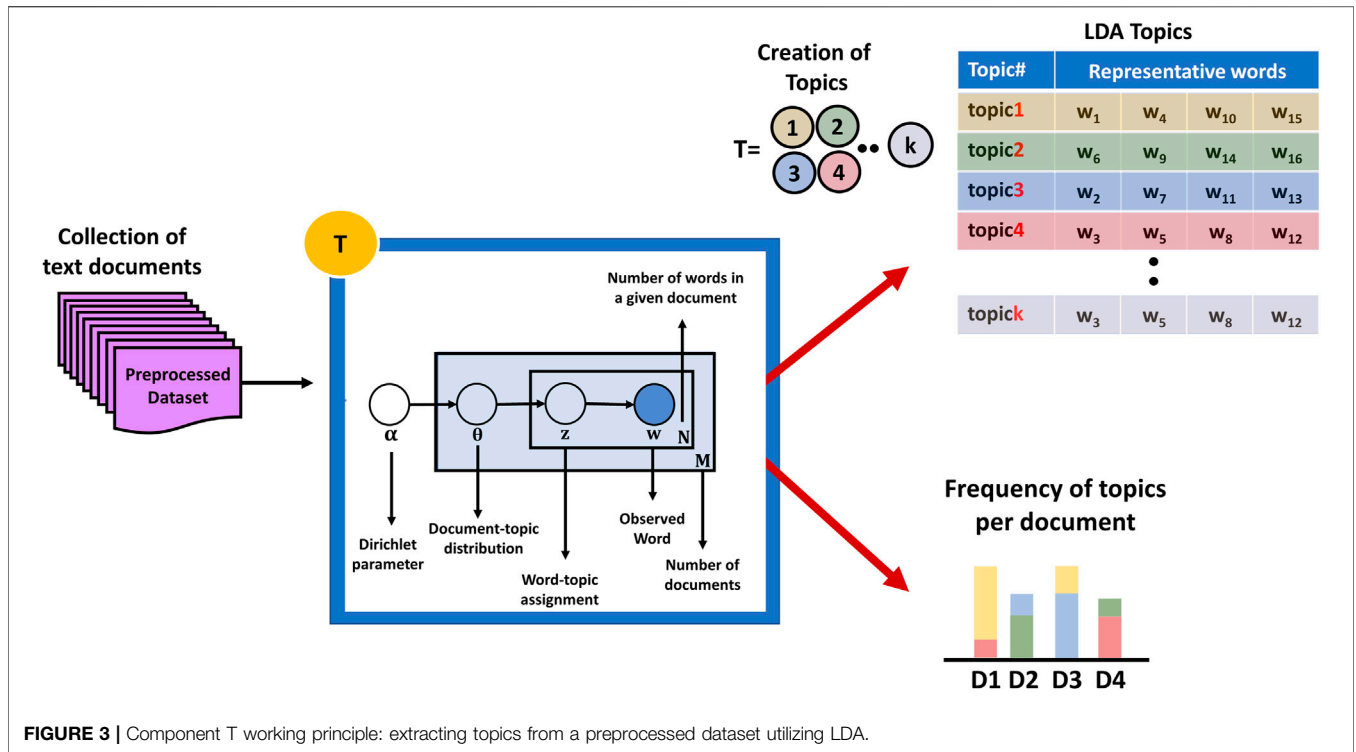 Creation of
Topics
T=
1
2
3
4
k
LDA Topics
Topic# Representative words
topic1 w₁ w₄ w₁₀ w₁₅
topic2 w₆ w₉ w₁₄ w₁₆
topic3 w₂ w₇ w₁₁ w₁₃
topic4 w₃ w₅ w₈ w₁₂
topick w₃ w₅ w₈ w₁₂
Collection of
text documents
Preprocessed
Dataset
T
Number of words in
a given document
α
θ
z
w
N
M
Dirichlet
parameter
Document-topic
distribution
Word-topic
assignment
Observed
Word
Number of
documents
Frequency of topics
per document
D1 D2 D3 D4
FIGURE 3 | Component T working principle: extracting topics from a preprocessed dataset utilizing LDA.